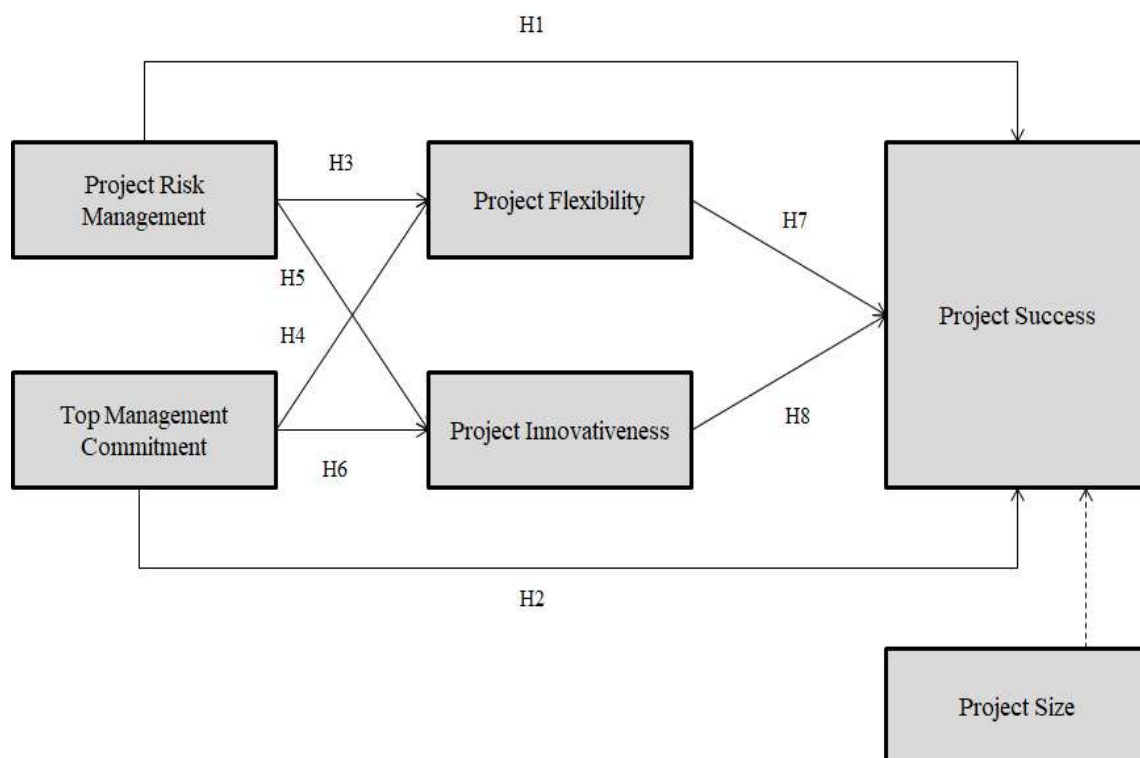 H1
Project Risk
Management
H3
Project Flexibility
H7
H5
H4
Project Success
Top Management
Commitment
Project Innovativeness
H8
H6
H2
Project Size